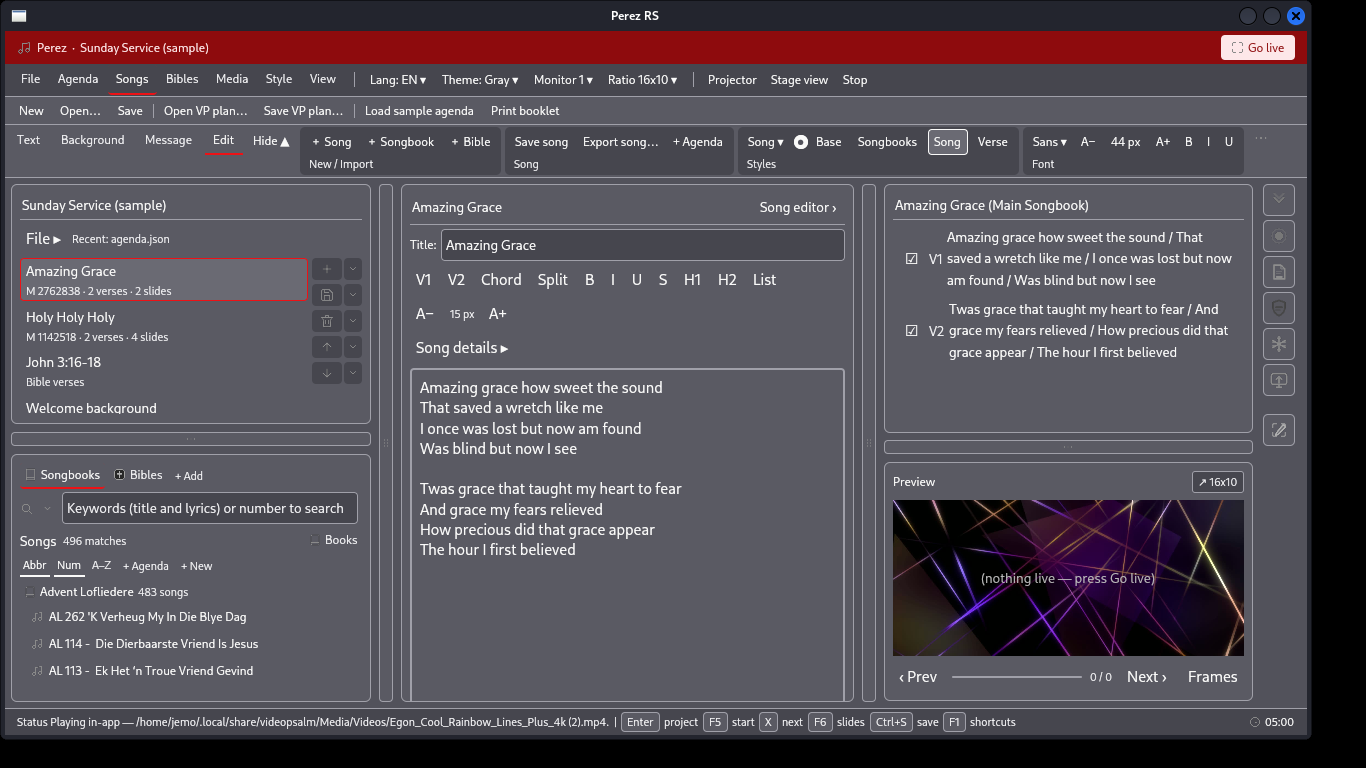 Perez RS
Perez · Sunday Service (sample)
Go live
File Agenda Songs Bibles Media Style View Lang: EN ▾ Theme: Gray ▾ Monitor 1 ▾ Ratio 16x10 ▾ Projector Stage view Stop
New Open... Save Open VP plan... Save VP plan... Load sample agenda Print booklet
Text Background Message Edit Hide ▲
+ Song + Songbook + Bible
New / Import
Save song Export song... + Agenda
Song
Song ▾ Base Songbooks Song Verse
Styles
Sans ▾ A− 44 px A+ B I U
Font
...
Sunday Service (sample)
File ▸ Recent: agenda.json
Amazing Grace
M 2762838 · 2 verses · 2 slides
Holy Holy Holy
M 1142518 · 2 verses · 4 slides
John 3:16-18
Bible verses
Welcome background
Songbooks Bibles + Add
Keywords (title and lyrics) or number to search
Songs 496 matches Books
Abbr Num A–Z + Agenda + New
Advent Lofliedere 483 songs
AL 262 'K Verheug My In Die Blye Dag
AL 114 - Die Dierbaarste Vriend Is Jesus
AL 113 - Ek Het 'n Troue Vriend Gevind
Amazing Grace Song editor ›
Title: Amazing Grace
V1 V2 Chord Split B I U S H1 H2 List
A− 15 px A+
Song details ▸
Amazing grace how sweet the sound
That saved a wretch like me
I once was lost but now am found
Was blind but now I see
Twas grace that taught my heart to fear
And grace my fears relieved
How precious did that grace appear
The hour I first believed
Amazing Grace (Main Songbook)
Amazing grace how sweet the sound / That
V1 saved a wretch like me / I once was lost but now
am found / Was blind but now I see
Twas grace that taught my heart to fear / And
V2 grace my fears relieved / How precious did that
grace appear / The hour I first believed
Preview ↗ 16x10
(nothing live — press Go live)
‹ Prev 0 / 0 Next › Frames
Status Playing in-app — /home/jemo/.local/share/videopsalm/Media/Videos/Egon_Cool_Rainbow_Lines_Plus_4k (2).mp4. | Enter project F5 start X next F6 slides Ctrl+S save F1 shortcuts 05:00